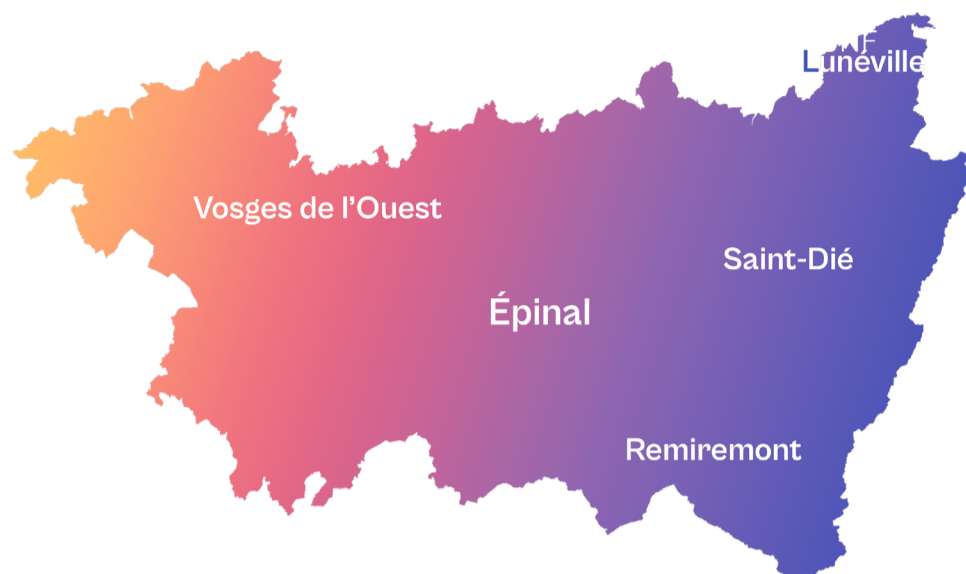 Lunéville
Vosges de l’Ouest
Saint-Dié
Épinal
Remiremont